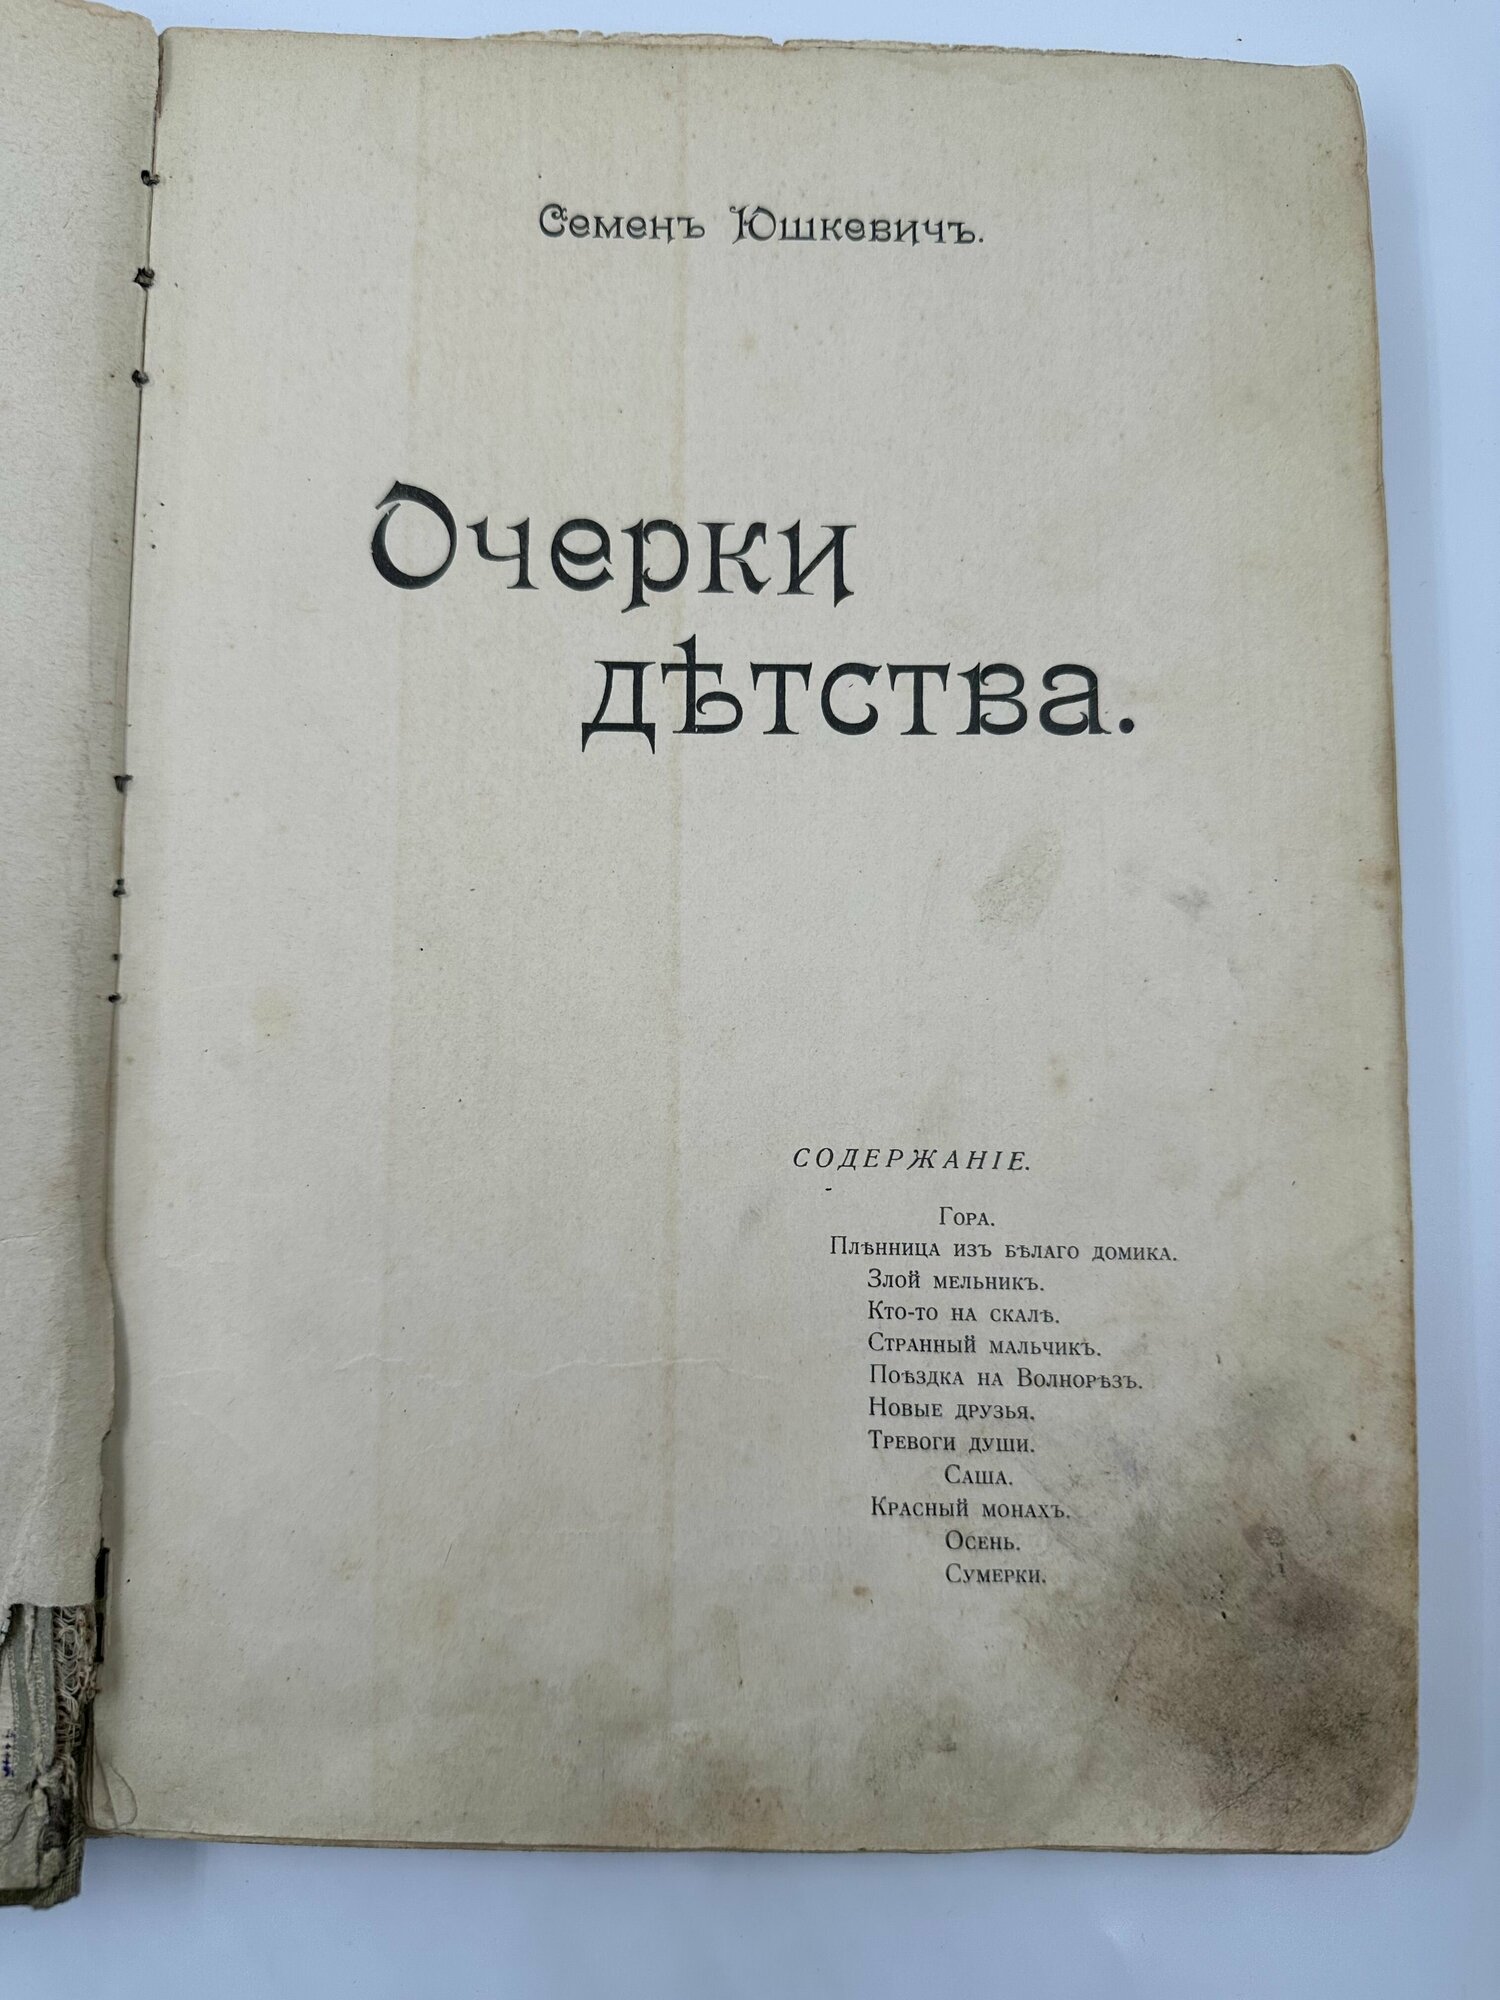 Семенъ Юшкевичъ.
Очерки
дѣтства.
СОДЕРЖАНІЕ.
Гора.
Плѣнница изъ бѣлаго домика.
Злой мельникъ.
Кто-то на скалѣ.
Странный мальчикъ.
Поѣздка на Волнорѣзъ.
Новые друзья.
Тревоги души.
Саша.
Красный монахъ.
Осень.
Сумерки.